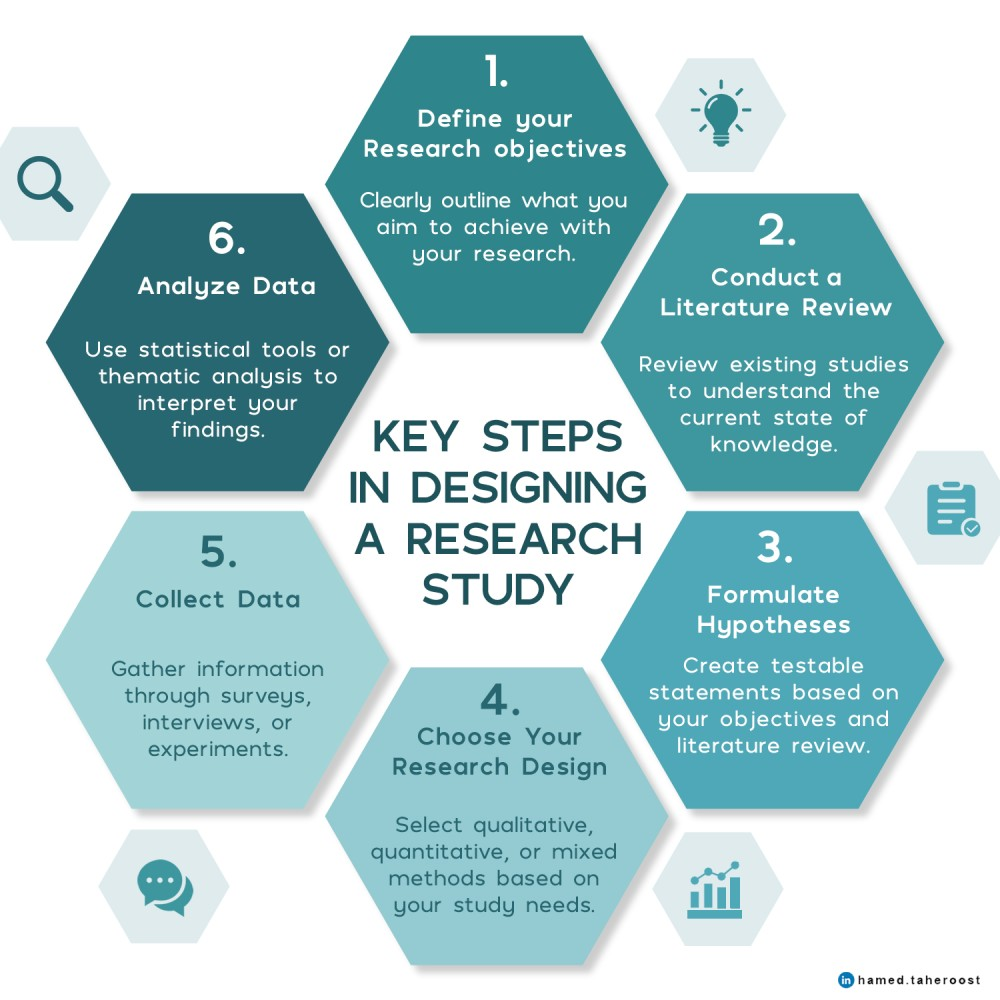 1.
Define your
Research objectives
Clearly outline what you
aim to achieve with
your research.
2.
Conduct a
Literature Review
Review existing studies
to understand the
current state of
knowledge.
3.
Formulate
Hypotheses
Create testable
statements based on
your objectives and
literature review.
4.
Choose Your
Research Design
Select qualitative,
quantitative, or mixed
methods based on
your study needs.
5.
Collect Data
Gather information
through surveys,
interviews, or
experiments.
6.
Analyze Data
Use statistical tools or
thematic analysis to
interpret your
findings.
KEY STEPS
IN DESIGNING
A RESEARCH
STUDY
in hamed.taheroost